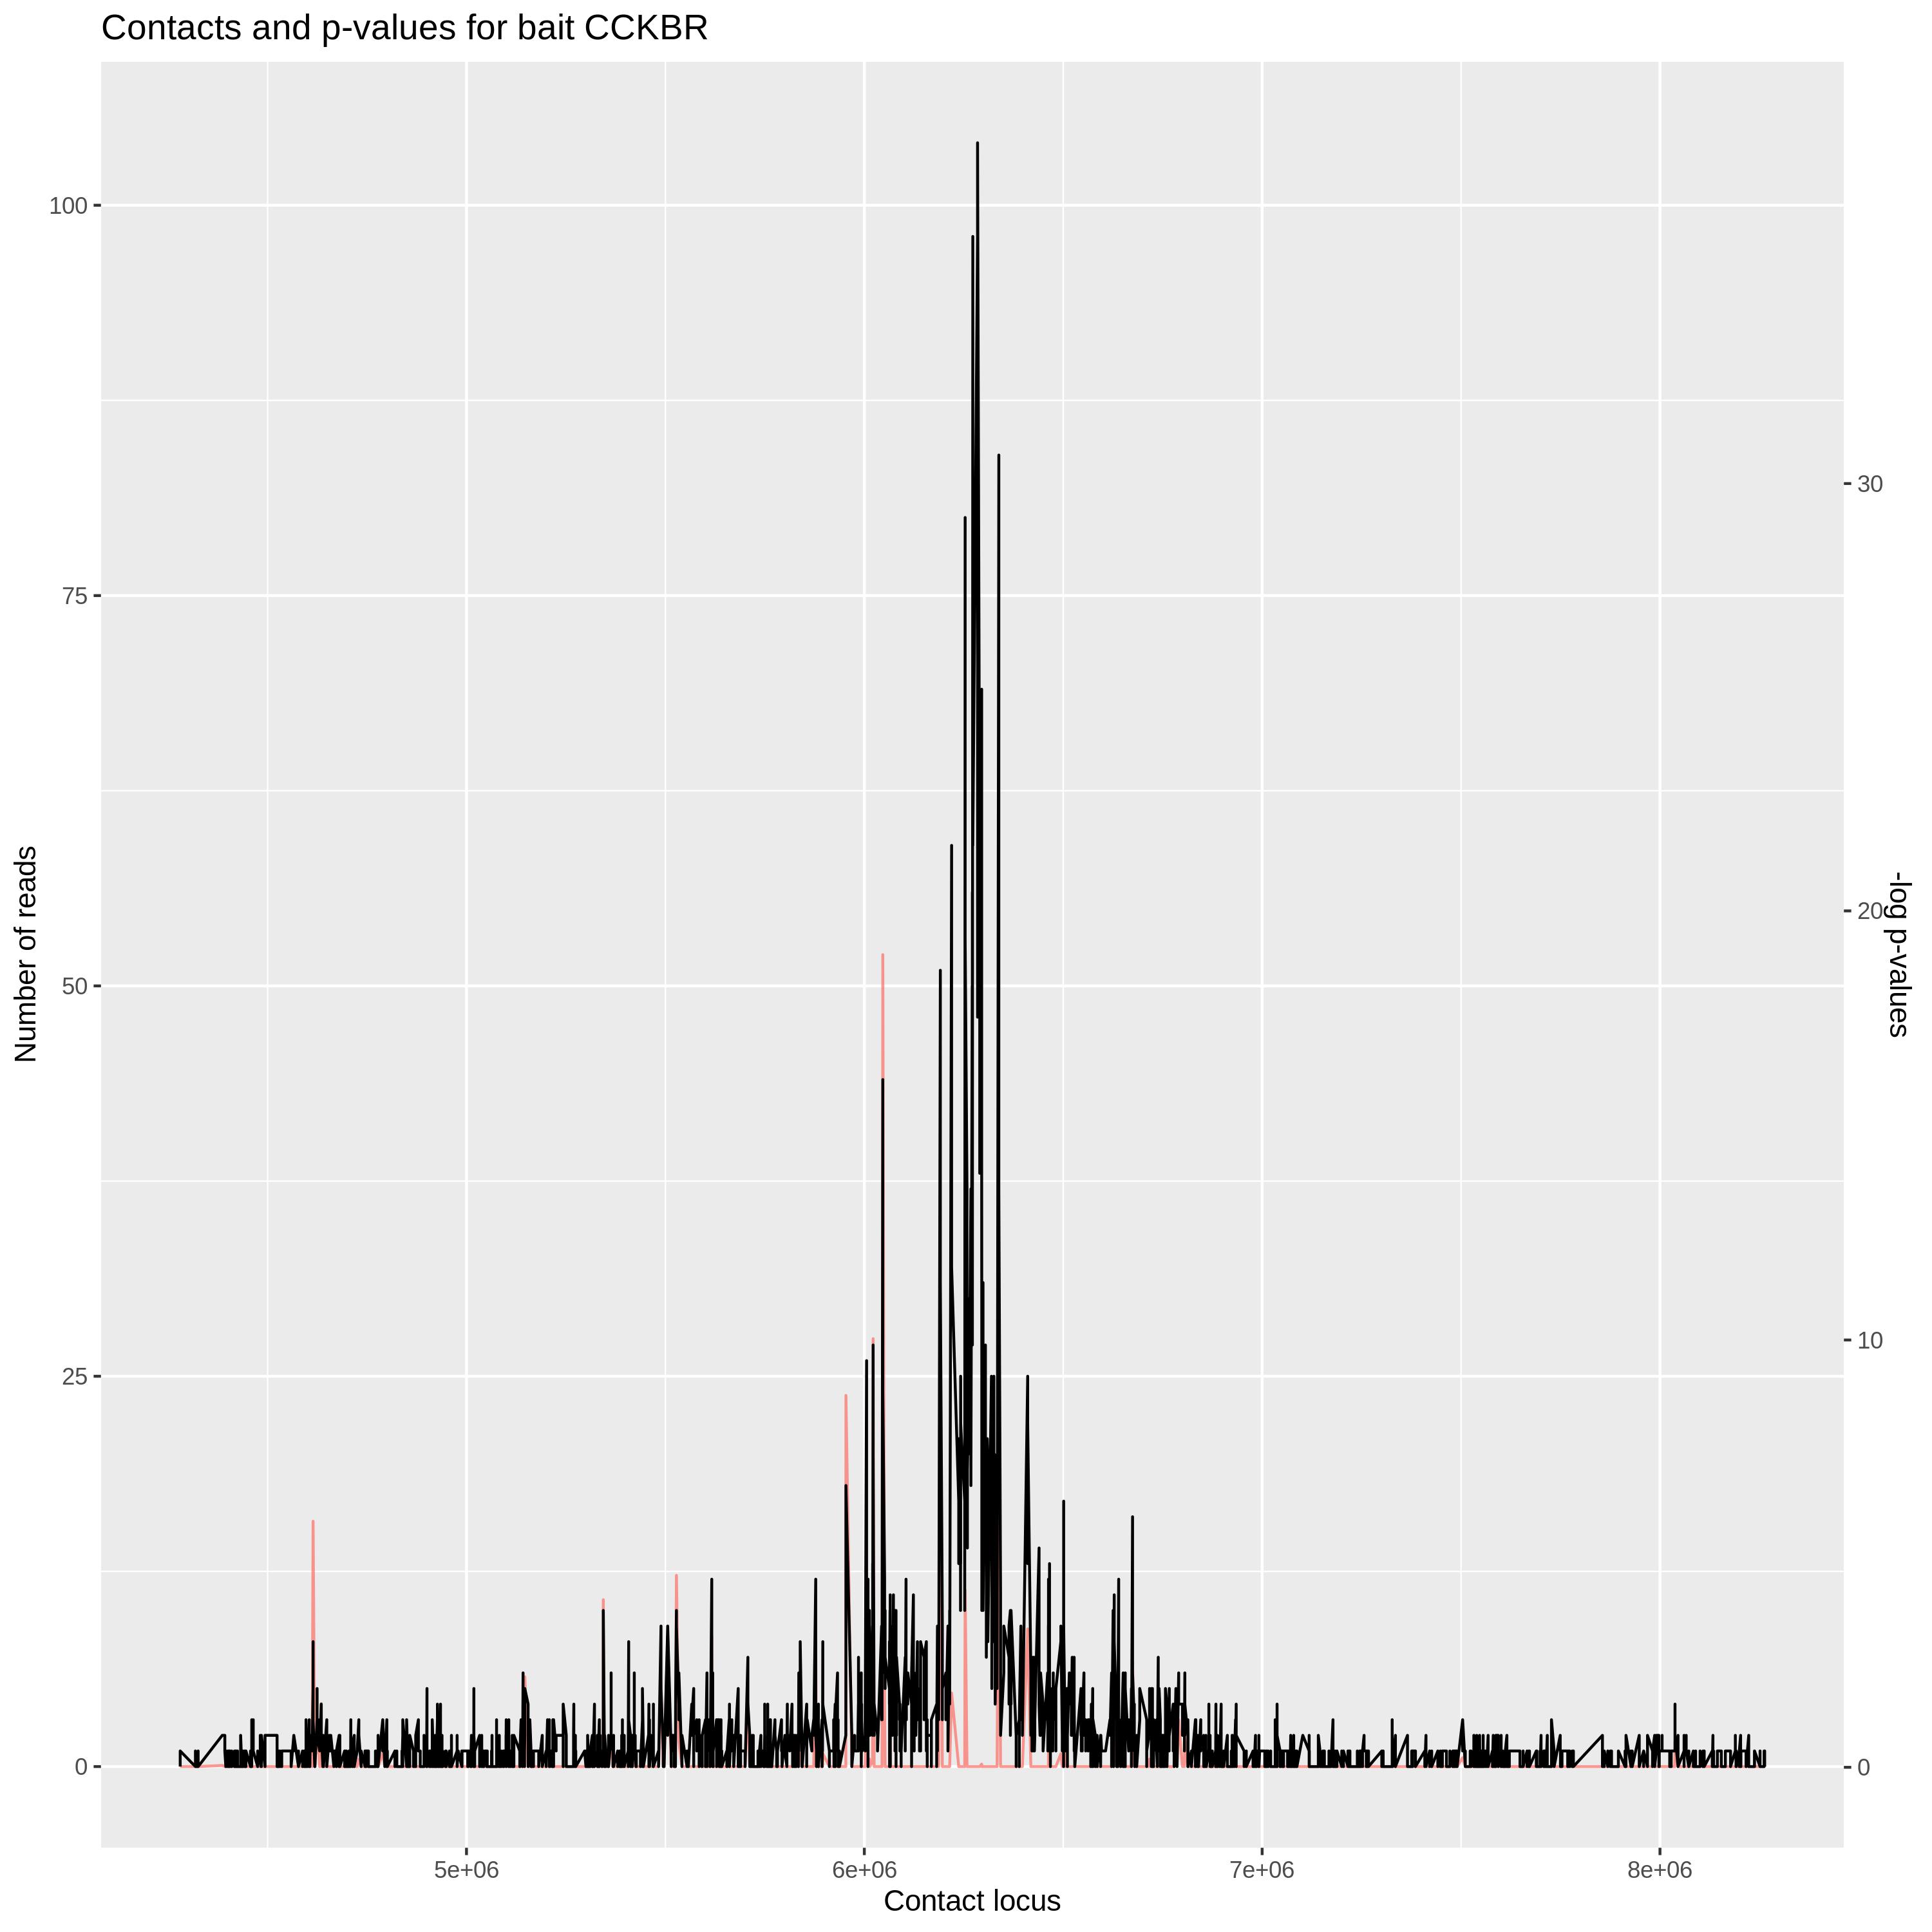 Contacts and p-values for bait CCKBR
100
75
50
25
0
Number of reads
30
20
10
0
-log p-values
5e+06
6e+06
7e+06
8e+06
Contact locus